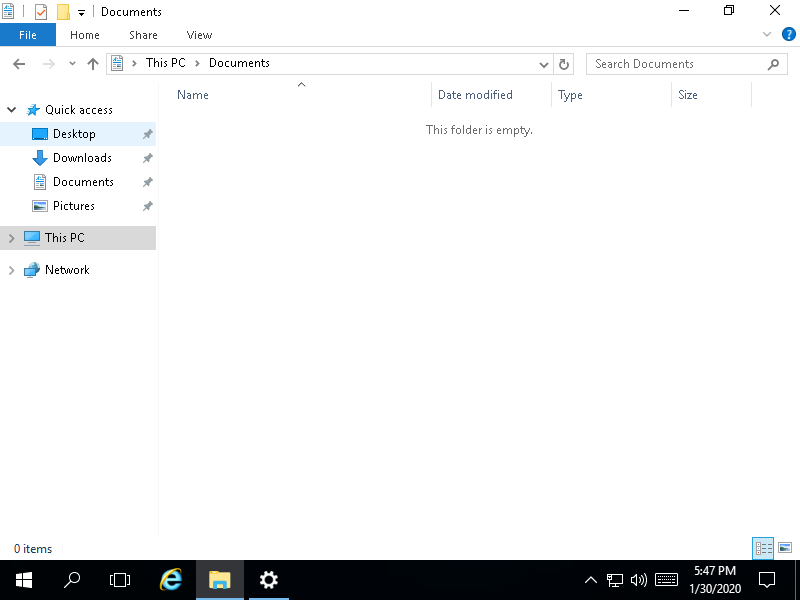 Documents
File Home Share View
This PC Documents
Search Documents
Name Date modified Type Size
This folder is empty.
Quick access
Desktop
Downloads
Documents
Pictures
This PC
Network
0 items
5:47 PM
1/30/2020